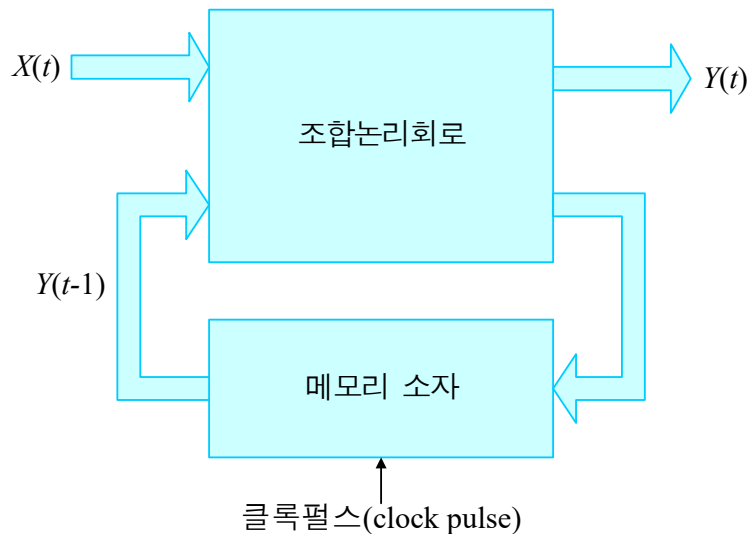 X(t)
조합논리회로
Y(t)
Y(t-1)
메모리 소자
클록펄스(clock pulse)